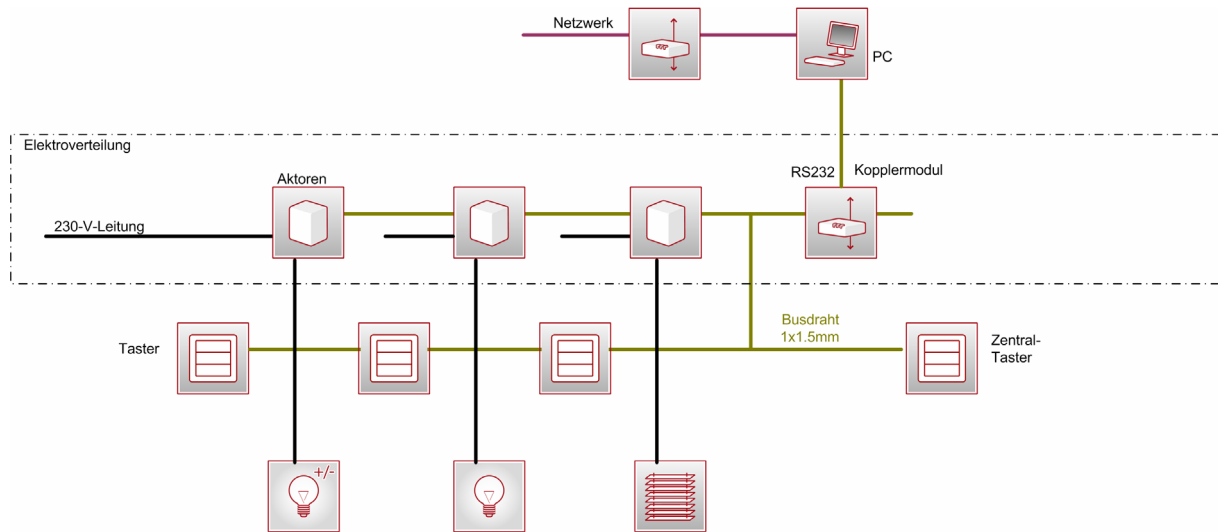 Netzwerk
PC
Elektroverteilung
RS232
Kopplermodul
Aktoren
230-V-Leitung
Busdraht
1x1.5mm
Taster
Zentral-
Taster
+/-